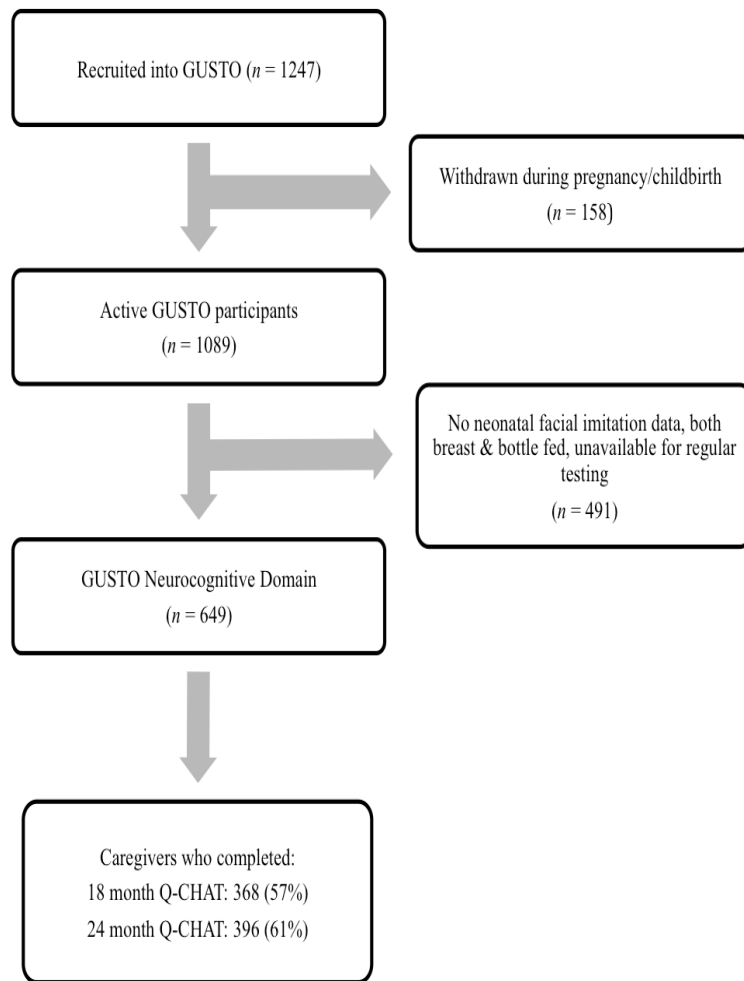 Recruited into GUSTO (n = 1247)
Withdrawn during pregnancy/childbirth
(n = 158)
Active GUSTO participants
(n = 1089)
No neonatal facial imitation data, both
breast & bottle fed, unavailable for regular
testing
(n = 491)
GUSTO Neurocognitive Domain
(n = 649)
Caregivers who completed:
18 month Q-CHAT: 368 (57%)
24 month Q-CHAT: 396 (61%)